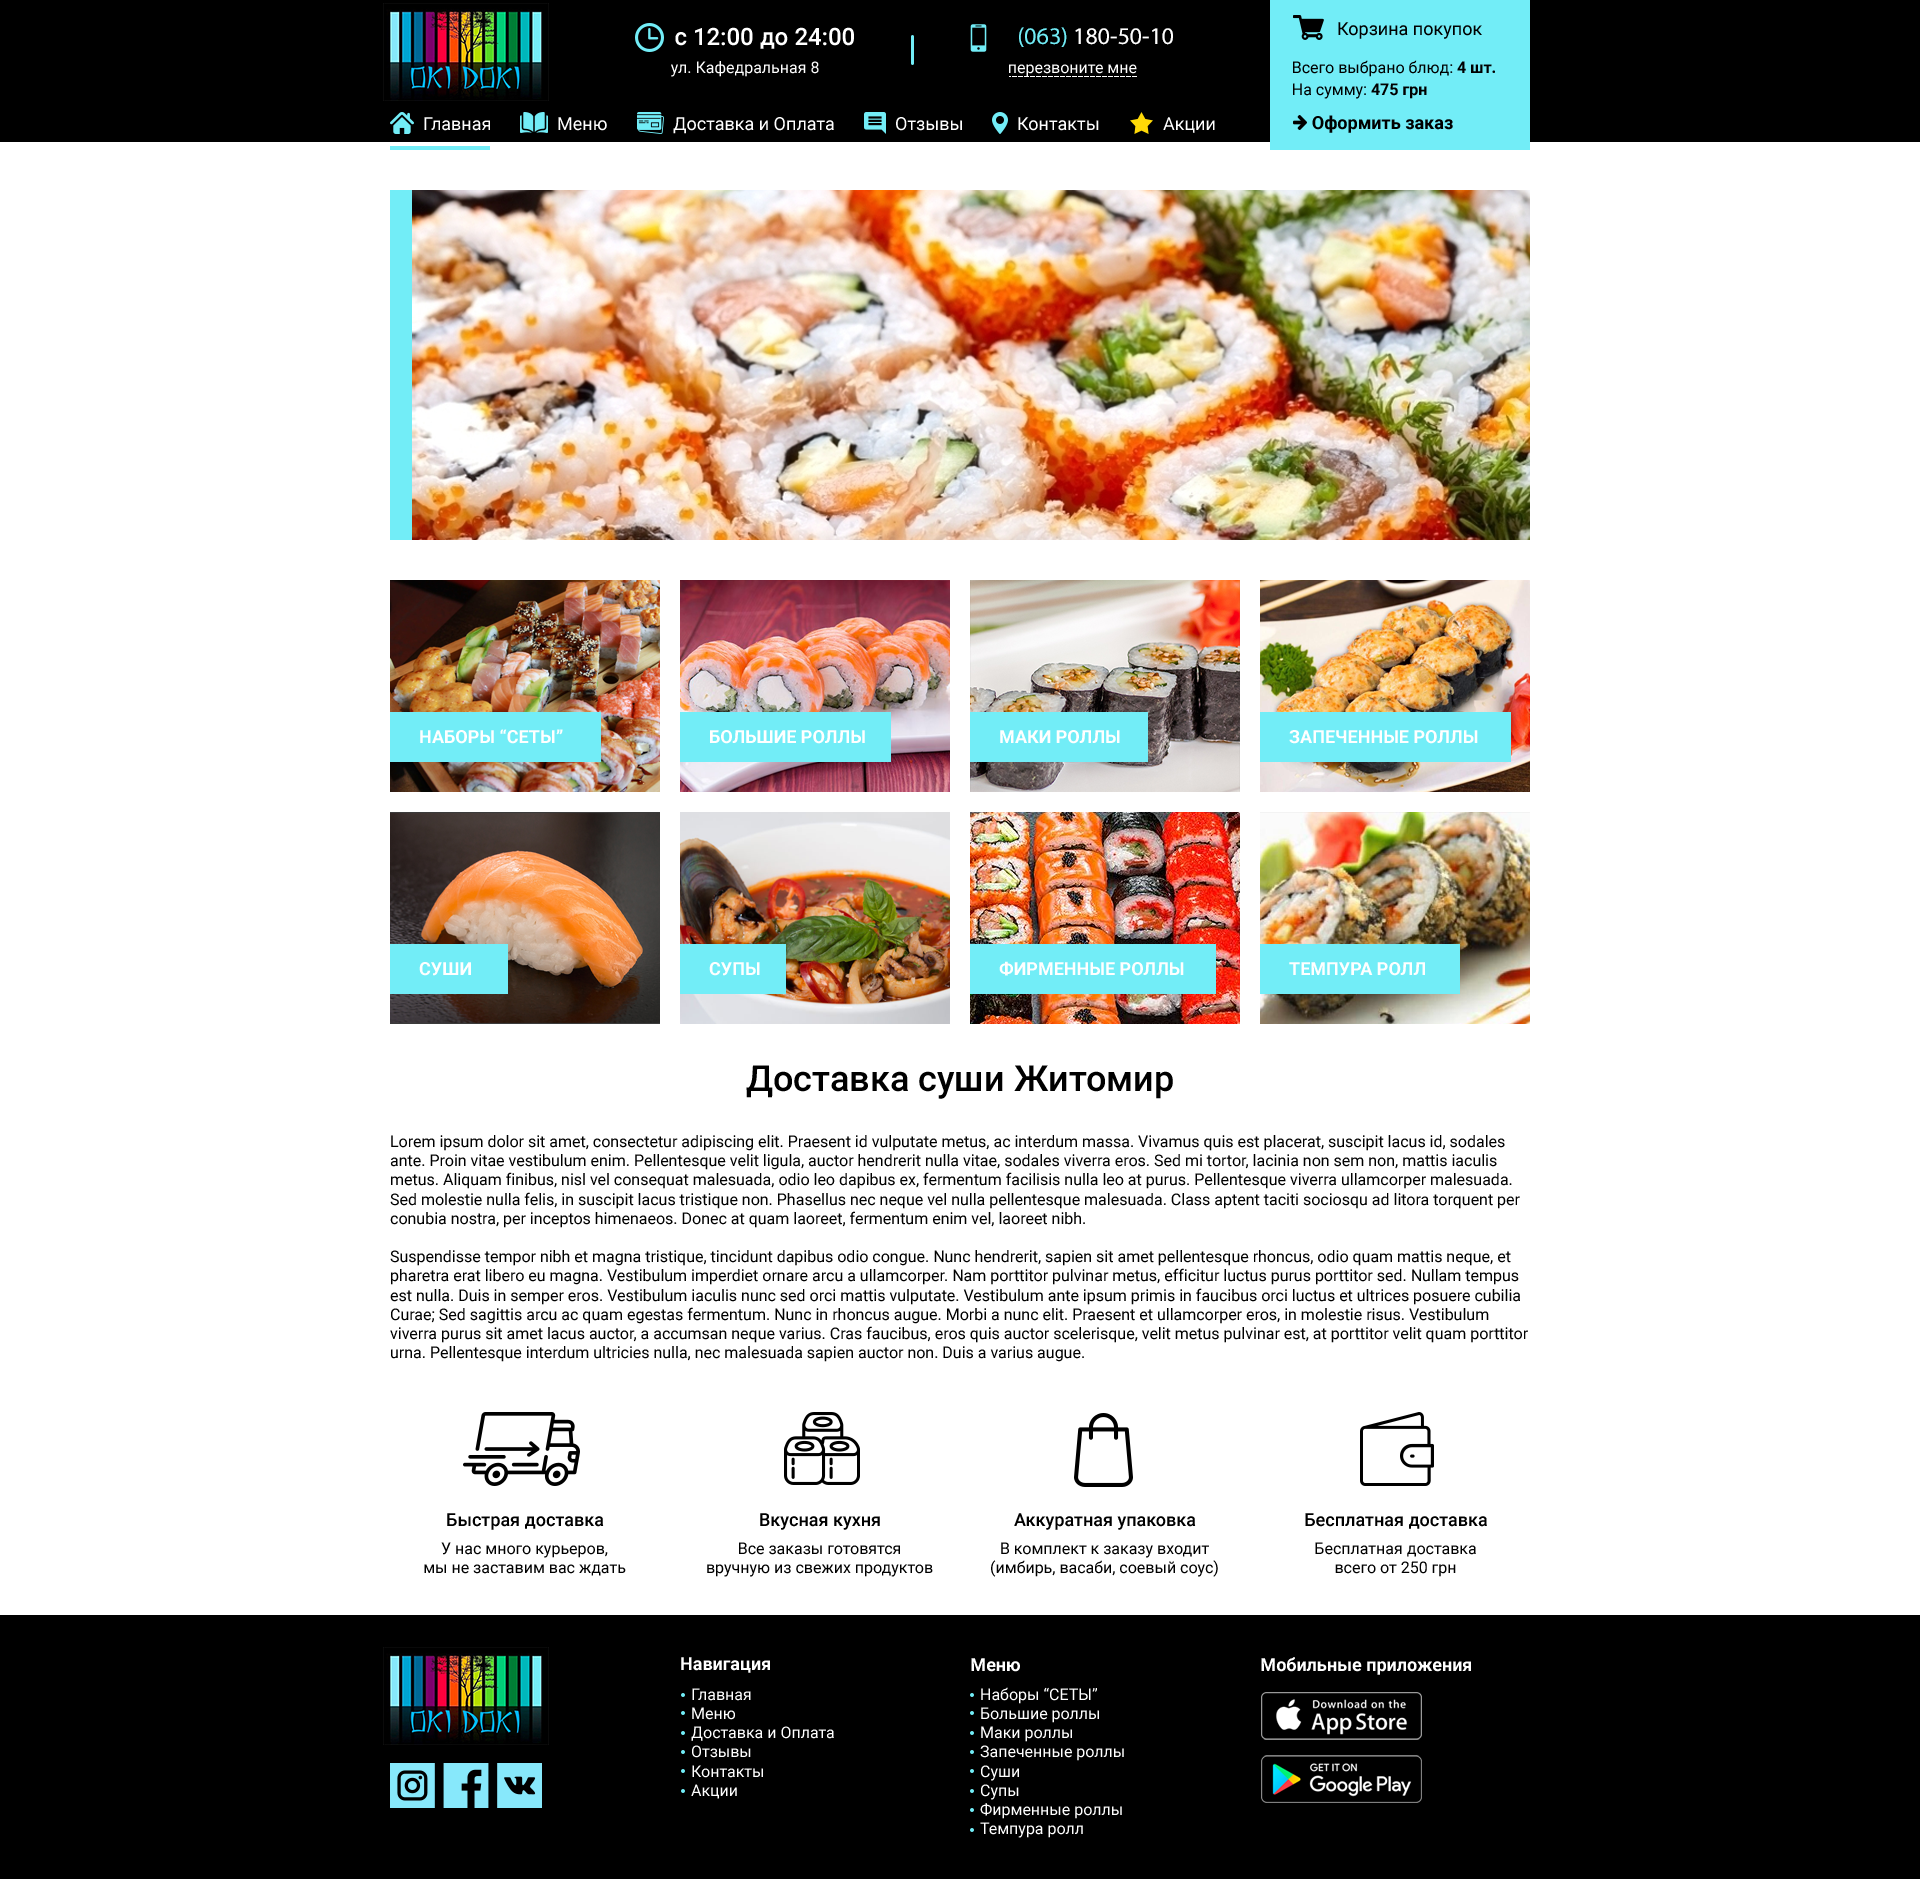 OKI DOKI
с 12:00 до 24:00
ул. Кафедральная 8
(063) 180-50-10
перезвоните мне
Корзина покупок
Всего выбрано блюд: 4 шт.
На сумму: 475 грн
Оформить заказ
Главная
Меню
Доставка и Оплата
Отзывы
Контакты
Акции
НАБОРЫ “СЕТЫ”
БОЛЬШИЕ РОЛЛЫ
МАКИ РОЛЛЫ
ЗАПЕЧЕННЫЕ РОЛЛЫ
СУШИ
СУПЫ
ФИРМЕННЫЕ РОЛЛЫ
ТЕМПУРА РОЛЛ
Доставка суши Житомир
Lorem ipsum dolor sit amet, consectetur adipiscing elit. Praesent id vulputate metus, ac interdum massa. Vivamus quis est placerat, suscipit lacus id, sodales
ante. Proin vitae vestibulum enim. Pellentesque velit ligula, auctor hendrerit nulla vitae, sodales viverra eros. Sed mi tortor, lacinia non sem non, mattis iaculis
metus. Aliquam finibus, nisl vel consequat malesuada, odio leo dapibus ex, fermentum facilisis nulla leo at purus. Pellentesque viverra ullamcorper malesuada.
Sed molestie nulla felis, in suscipit lacus tristique non. Phasellus nec neque vel nulla pellentesque malesuada. Class aptent taciti sociosqu ad litora torquent per
conubia nostra, per inceptos himenaeos. Donec at quam laoreet, fermentum enim vel, laoreet nibh.
Suspendisse tempor nibh et magna tristique, tincidunt dapibus odio congue. Nunc hendrerit, sapien sit amet pellentesque rhoncus, odio quam mattis neque, et
pharetra erat libero eu magna. Vestibulum imperdiet ornare arcu a ullamcorper. Nam porttitor pulvinar metus, efficitur luctus purus porttitor sed. Nullam tempus
est nulla. Duis in semper eros. Vestibulum iaculis nunc sed orci mattis vulputate. Vestibulum ante ipsum primis in faucibus orci luctus et ultrices posuere cubilia
Curae; Sed sagittis arcu ac quam egestas fermentum. Nunc in rhoncus augue. Morbi a nunc elit. Praesent et ullamcorper eros, in molestie risus. Vestibulum
viverra purus sit amet lacus auctor, a accumsan neque varius. Cras faucibus, eros quis auctor scelerisque, velit metus pulvinar est, at porttitor velit quam porttitor
urna. Pellentesque interdum ultricies nulla, nec malesuada sapien auctor non. Duis a varius augue.
Быстрая доставка
У нас много курьеров,
мы не заставим вас ждать
Вкусная кухня
Все заказы готовятся
вручную из свежих продуктов
Аккуратная упаковка
В комплект к заказу входит
(имбирь, васаби, соевый соус)
Бесплатная доставка
Бесплатная доставка
всего от 250 грн
OKI DOKI
Навигация
Главная
Меню
Доставка и Оплата
Отзывы
Контакты
Акции
Меню
Наборы “СЕТЫ”
Большие роллы
Маки роллы
Запеченные роллы
Суши
Супы
Фирменные роллы
Темпура ролл
Мобильные приложения
Download on the
App Store
GET IT ON
Google Play